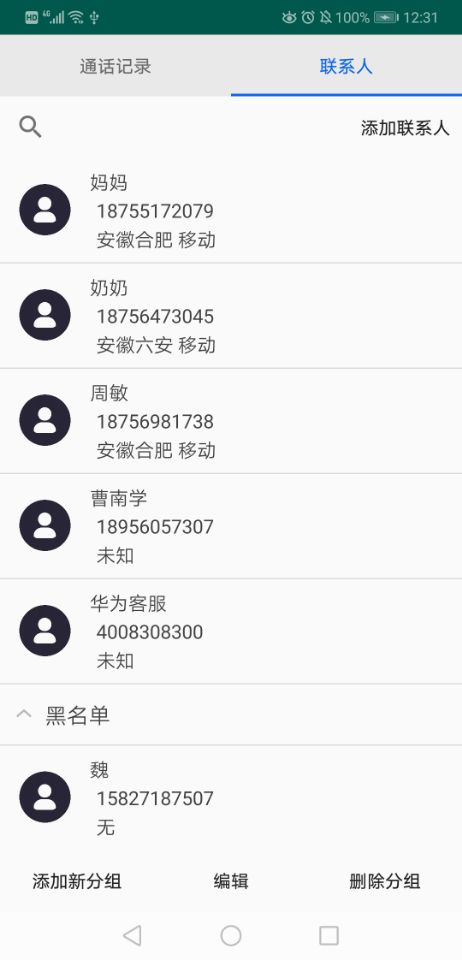 HD 4G 100% 12:31
通话记录 联系人
添加联系人
妈妈
18755172079
安徽合肥 移动
奶奶
18756473045
安徽六安 移动
周敏
18756981738
安徽合肥 移动
曹南学
18956057307
未知
华为客服
4008308300
未知
黑名单
魏
15827187507
无
添加新分组 编辑 删除分组